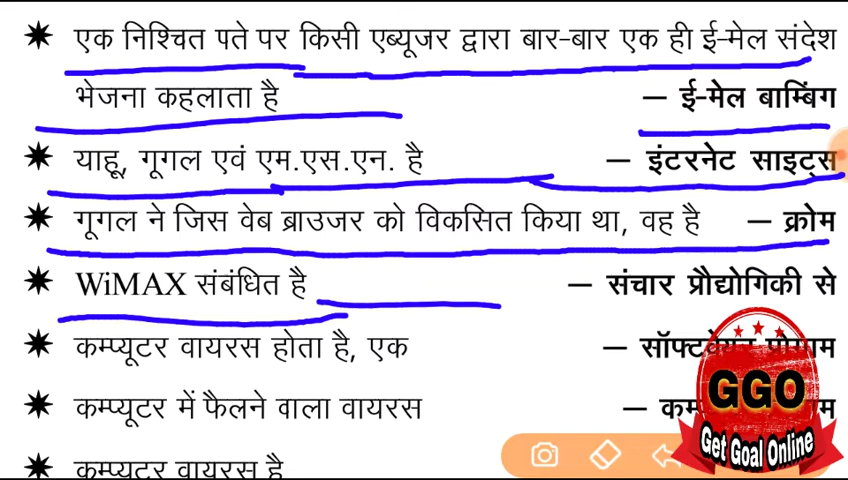 ✷ एक निश्चित पते पर किसी एब्यूजर द्वारा बार-बार एक ही ई-मेल संदेश
भेजना कहलाता है — ई-मेल बाम्बिंग
✷ याहू, गूगल एवं एम.एस.एन. है — इंटरनेट साइट्स
✷ गूगल ने जिस वेब ब्राउजर को विकसित किया था, वह है — क्रोम
✷ WiMAX संबंधित है — संचार प्रौद्योगिकी से
✷ कम्प्यूटर वायरस होता है, एक —
✷ कम्प्यूटर में फैलने वाला वायरस —
✷ कम्प्यूटर वायरस है
GGO
Get Goal Online